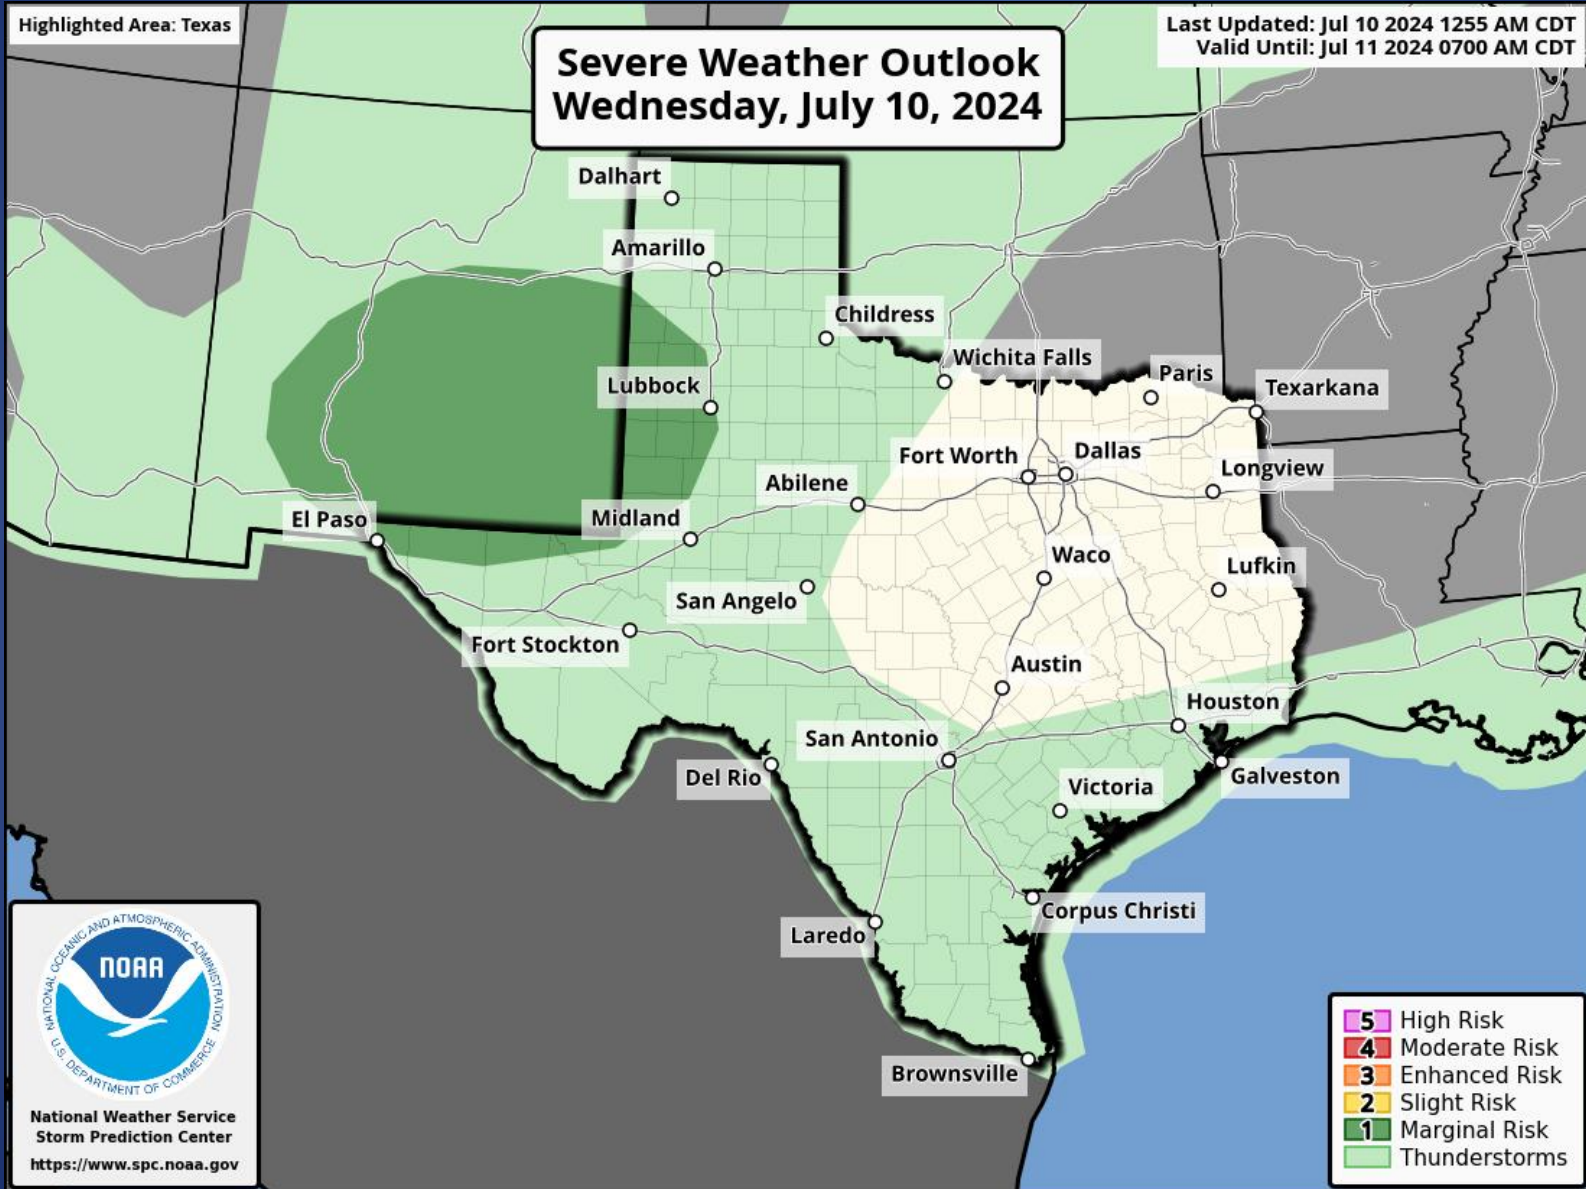 Highlighted Area: Texas
Severe Weather Outlook
Wednesday, July 10, 2024
Last Updated: Jul 10 2024 1255 AM CDT
Valid Until: Jul 11 2024 0700 AM CDT
Dalhart
Amarillo
Childress
Wichita Falls
Paris
Texarkana
Lubbock
Fort Worth
Dallas
Longview
Abilene
El Paso
Midland
Waco
Lufkin
San Angelo
Fort Stockton
Austin
Houston
San Antonio
Del Rio
Galveston
Victoria
Corpus Christi
Laredo
Brownsville
NATIONAL OCEANIC AND ATMOSPHERIC ADMINISTRATION
NOAA
U.S. DEPARTMENT OF COMMERCE
National Weather Service
Storm Prediction Center
https://www.spc.noaa.gov
5 High Risk
4 Moderate Risk
3 Enhanced Risk
2 Slight Risk
1 Marginal Risk
Thunderstorms